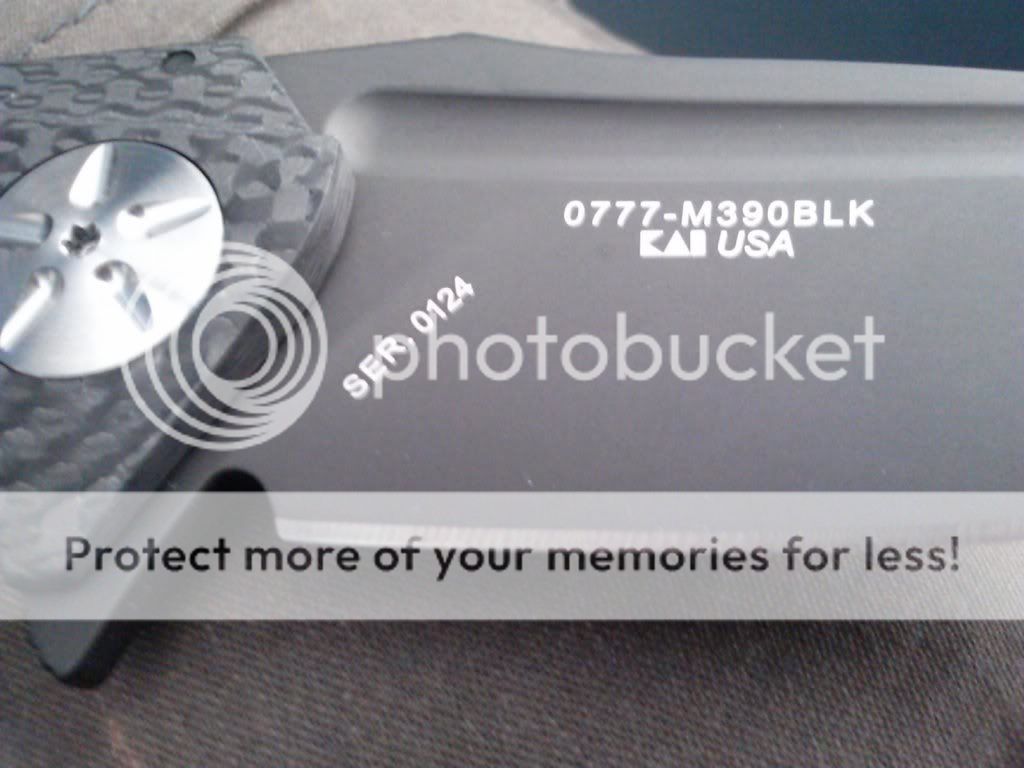 0777-M390BLK
KAI USA
SER. 0124
photobucket
Protect more of your memories for less!